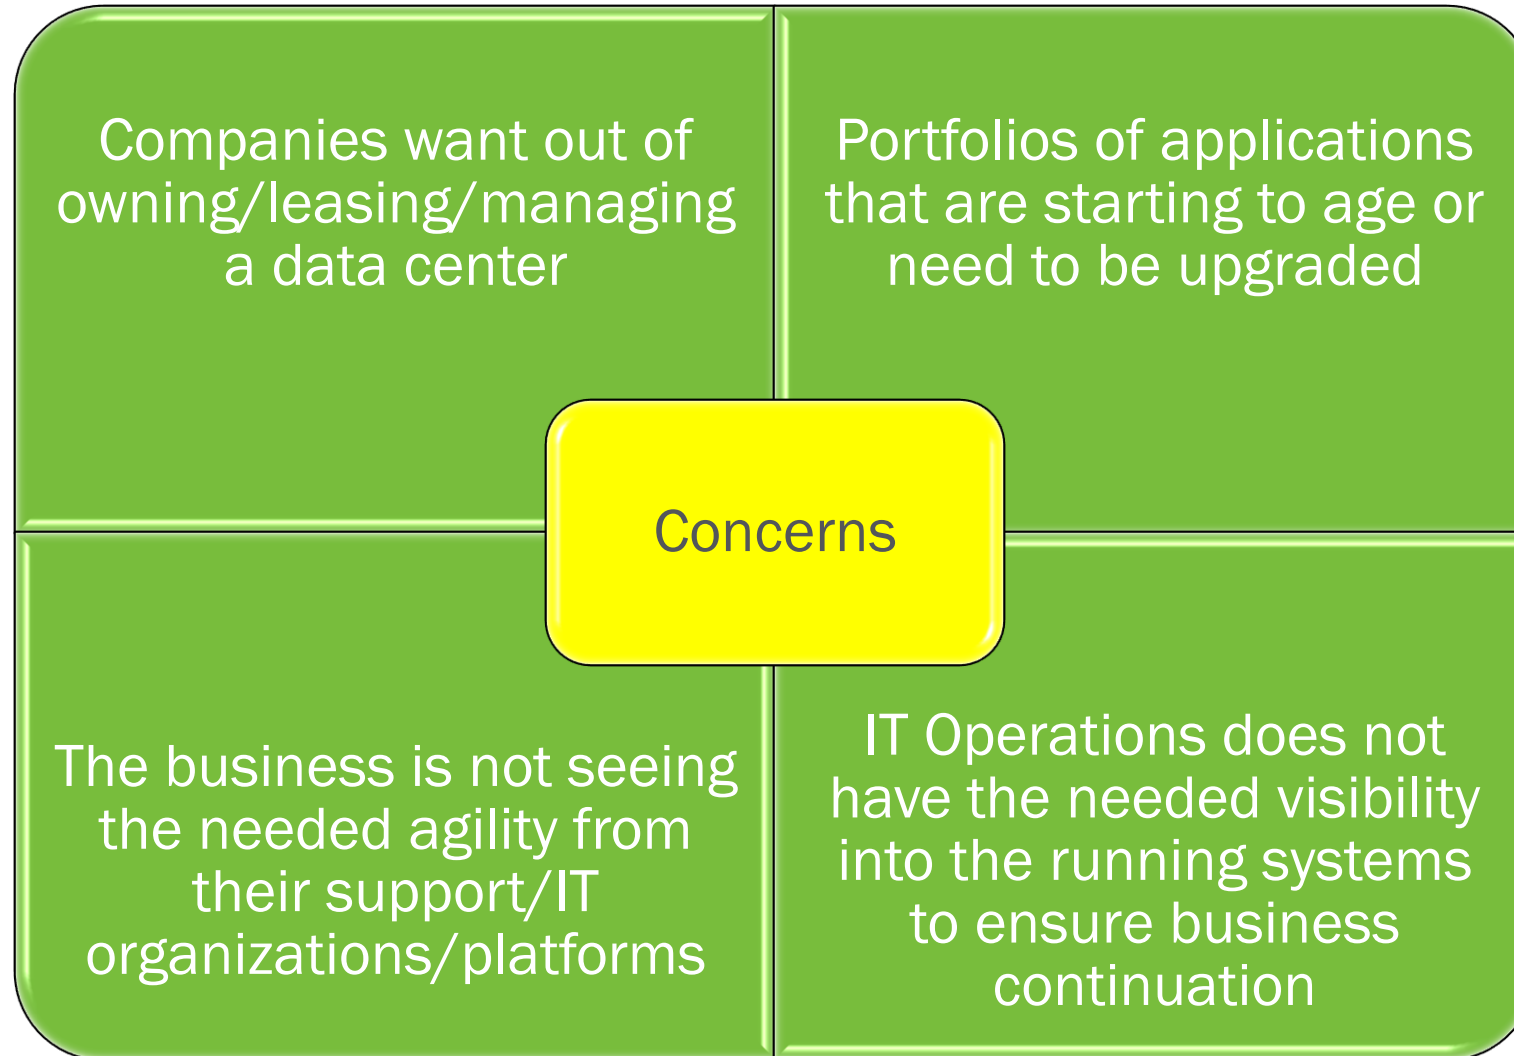 Companies want out of
owning/leasing/managing
a data center
Portfolios of applications
that are starting to age or
need to be upgraded
Concerns
The business is not seeing
the needed agility from
their support/IT
organizations/platforms
IT Operations does not
have the needed visibility
into the running systems
to ensure business
continuation